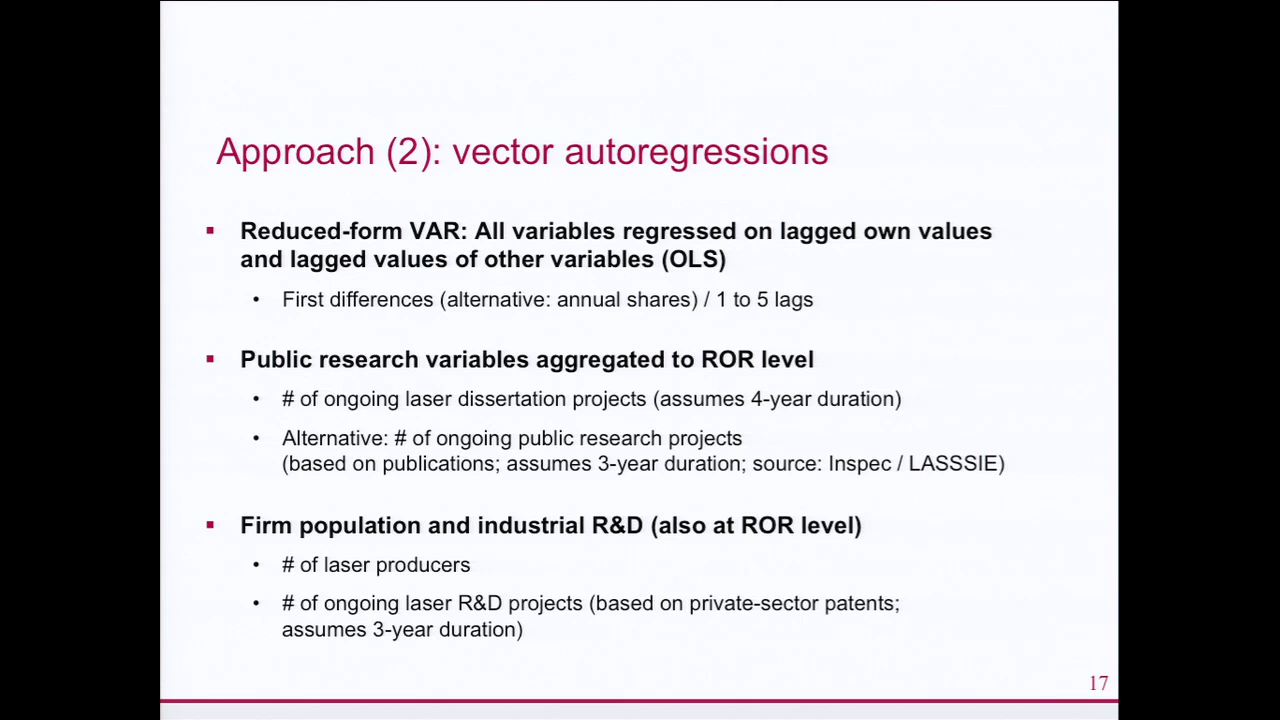 Approach (2): vector autoregressions
▪ Reduced-form VAR: All variables regressed on lagged own values
and lagged values of other variables (OLS)
• First differences (alternative: annual shares) / 1 to 5 lags
▪ Public research variables aggregated to ROR level
• # of ongoing laser dissertation projects (assumes 4-year duration)
• Alternative: # of ongoing public research projects
(based on publications; assumes 3-year duration; source: Inspec / LASSSIE)
▪ Firm population and industrial R&D (also at ROR level)
• # of laser producers
• # of ongoing laser R&D projects (based on private-sector patents;
assumes 3-year duration)
17